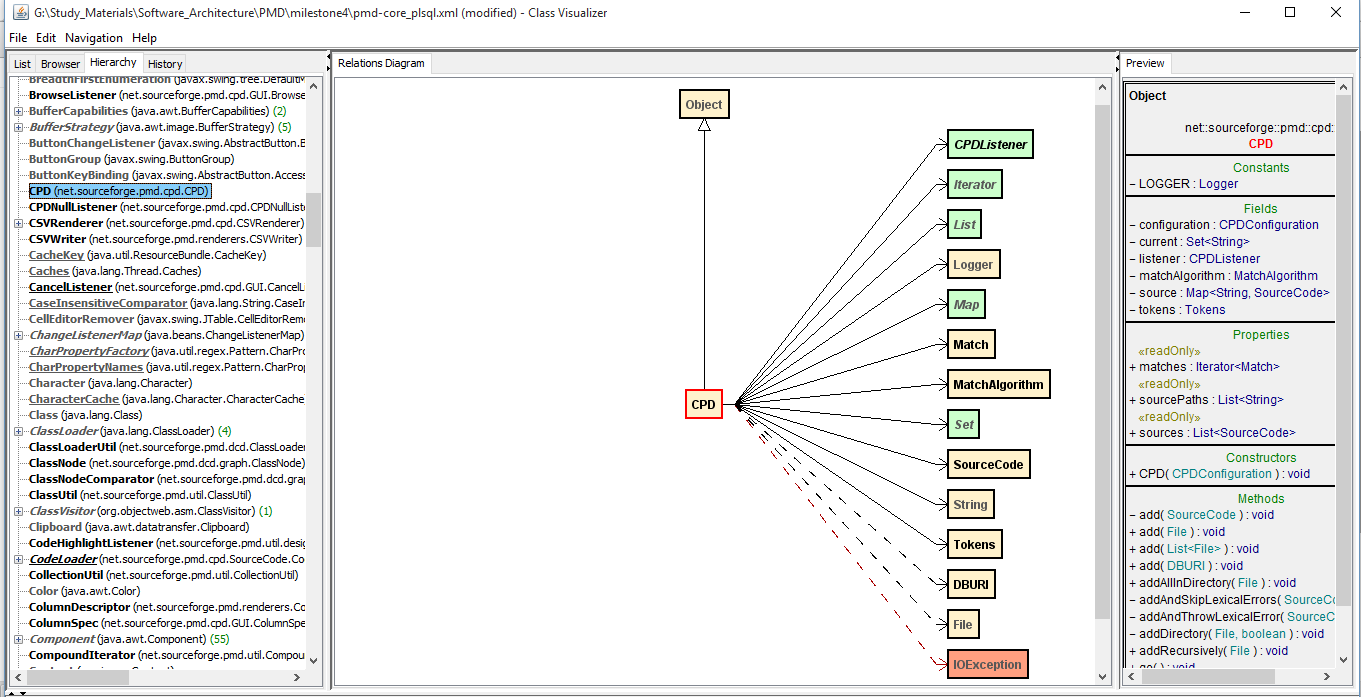 G:\Study_Materials\Software_Architecture\PMD\milestone4\pmd-core_plsql.xml (modified) - Class Visualizer
File Edit Navigation Help
List Browser Hierarchy History
BreadthFirstEnumeration (javax.swing.tree.DefaultM
BrowseListener (net.sourceforge.pmd.cpd.GUI.Browse
BufferCapabilities (java.awt.BufferCapabilities) (2)
BufferStrategy (java.awt.image.BufferStrategy) (5)
ButtonChangeListener (javax.swing.AbstractButton.B
ButtonGroup (javax.swing.ButtonGroup)
ButtonKeyBinding (javax.swing.AbstractButton.Access
CPD (net.sourceforge.pmd.cpd.CPD)
CPDNullListener (net.sourceforge.pmd.cpd.CPDNullListe
CSVRenderer (net.sourceforge.pmd.cpd.CSVRenderer)
CSVWriter (net.sourceforge.pmd.renderers.CSVWriter)
CacheKey (java.util.ResourceBundle.CacheKey)
Caches (java.lang.Thread.Caches)
CancelListener (net.sourceforge.pmd.cpd.GUI.CancelL
CaseInsensitiveComparator (java.lang.String.CaseIn
CellEditorRemover (javax.swing.JTable.CellEditorRem
ChangeListenerMap (java.beans.ChangeListenerMap)
CharPropertyFactory (java.util.regex.Pattern.CharPro
CharPropertyNames (java.util.regex.Pattern.CharProp
Character (java.lang.Character)
CharacterCache (java.lang.Character.CharacterCache
Class (java.lang.Class)
ClassLoader (java.lang.ClassLoader) (4)
ClassLoaderUtil (net.sourceforge.pmd.dcd.ClassLoader
ClassNode (net.sourceforge.pmd.dcd.graph.ClassNode)
ClassNodeComparator (net.sourceforge.pmd.dcd.gra
ClassUtil (net.sourceforge.pmd.util.ClassUtil)
ClassVisitor (org.objectweb.asm.ClassVisitor) (1)
Clipboard (java.awt.datatransfer.Clipboard)
CodeHighlightListener (net.sourceforge.pmd.util.desig
CodeLoader (net.sourceforge.pmd.cpd.SourceCode.Co
CollectionUtil (net.sourceforge.pmd.util.CollectionUtil)
Color (java.awt.Color)
ColumnDescriptor (net.sourceforge.pmd.renderers.Co
ColumnSpec (net.sourceforge.pmd.cpd.GUI.ColumnSpe
Component (java.awt.Component) (55)
CompoundIterator (net.sourceforge.pmd.util.Compou
Relations Diagram
Object
CPD
CPDListener
Iterator
List
Logger
Map
Match
MatchAlgorithm
Set
SourceCode
String
Tokens
DBURI
File
IOException
Preview
Object
net::sourceforge::pmd::cpd:
CPD
Constants
− LOGGER : Logger
Fields
− configuration : CPDConfiguration
− current : Set<String>
− listener : CPDListener
− matchAlgorithm : MatchAlgorithm
− source : Map<String, SourceCode>
− tokens : Tokens
Properties
«readOnly»
+ matches : Iterator<Match>
«readOnly»
+ sourcePaths : List<String>
«readOnly»
+ sources : List<SourceCode>
Constructors
+ CPD( CPDConfiguration ) : void
Methods
− add( SourceCode ) : void
+ add( File ) : void
+ add( List<File> ) : void
+ add( DBURI ) : void
+ addAllInDirectory( File ) : void
− addAndSkipLexicalErrors( SourceCo
− addAndThrowLexicalError( SourceC
− addDirectory( File, boolean ) : void
+ addRecursively( File ) : void
+ go( ) : void